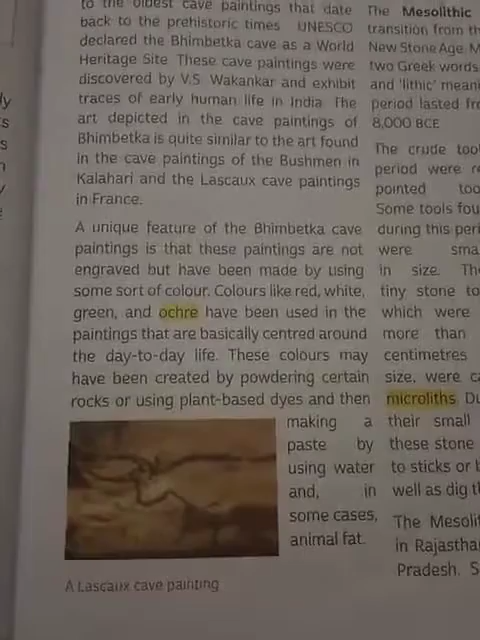 to the oldest cave paintings that date
back to the prehistoric times UNESCO
declared the Bhimbetka cave as a World
Heritage Site These cave paintings were
discovered by V.S. Wakankar and exhibit
traces of early human life in India. The
art depicted in the cave paintings of
Bhimbetka is quite similar to the art found
in the cave paintings of the Bushmen in
Kalahari and the Lascaux cave paintings
in France.
A unique feature of the Bhimbetka cave
paintings is that these paintings are not
engraved but have been made by using
some sort of colour. Colours like red, white,
green, and ochre have been used in the
paintings that are basically centred around
the day-to-day life. These colours may
have been created by powdering certain
rocks or using plant-based dyes and then
making a
paste by
using water
and, in
some cases,
animal fat.
A Lascaux cave painting
The Mesolithic
transition from
New Stone Age.
two Greek words
and 'lithic'
period lasted
8,000 BCE
The crude
period were
pointed
Some tools
during this
were
in size.
tiny stone
which were
more than
centimetres
size, were
microliths.
their small
these stone
to sticks or
well as dig
The
in
Pradesh.